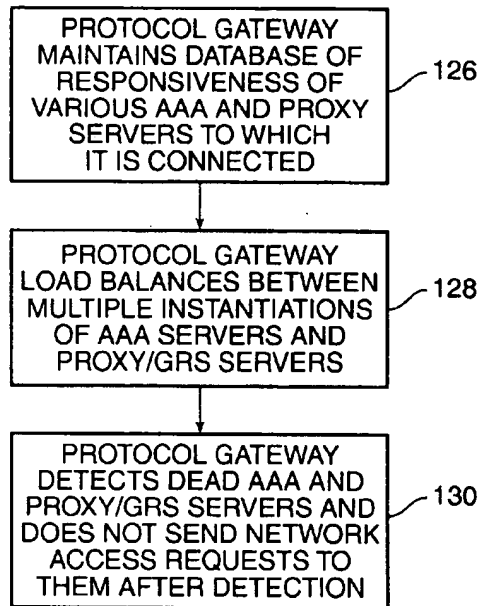 PROTOCOL GATEWAY
MAINTAINS DATABASE OF
RESPONSIVENESS OF
VARIOUS AAA AND PROXY
SERVERS TO WHICH
IT IS CONNECTED
126
PROTOCOL GATEWAY
LOAD BALANCES BETWEEN
MULTIPLE INSTANTIATIONS
OF AAA SERVERS AND
PROXY/GRS SERVERS
128
PROTOCOL GATEWAY
DETECTS DEAD AAA AND
PROXY/GRS SERVERS AND
DOES NOT SEND NETWORK
ACCESS REQUESTS TO
THEM AFTER DETECTION
130